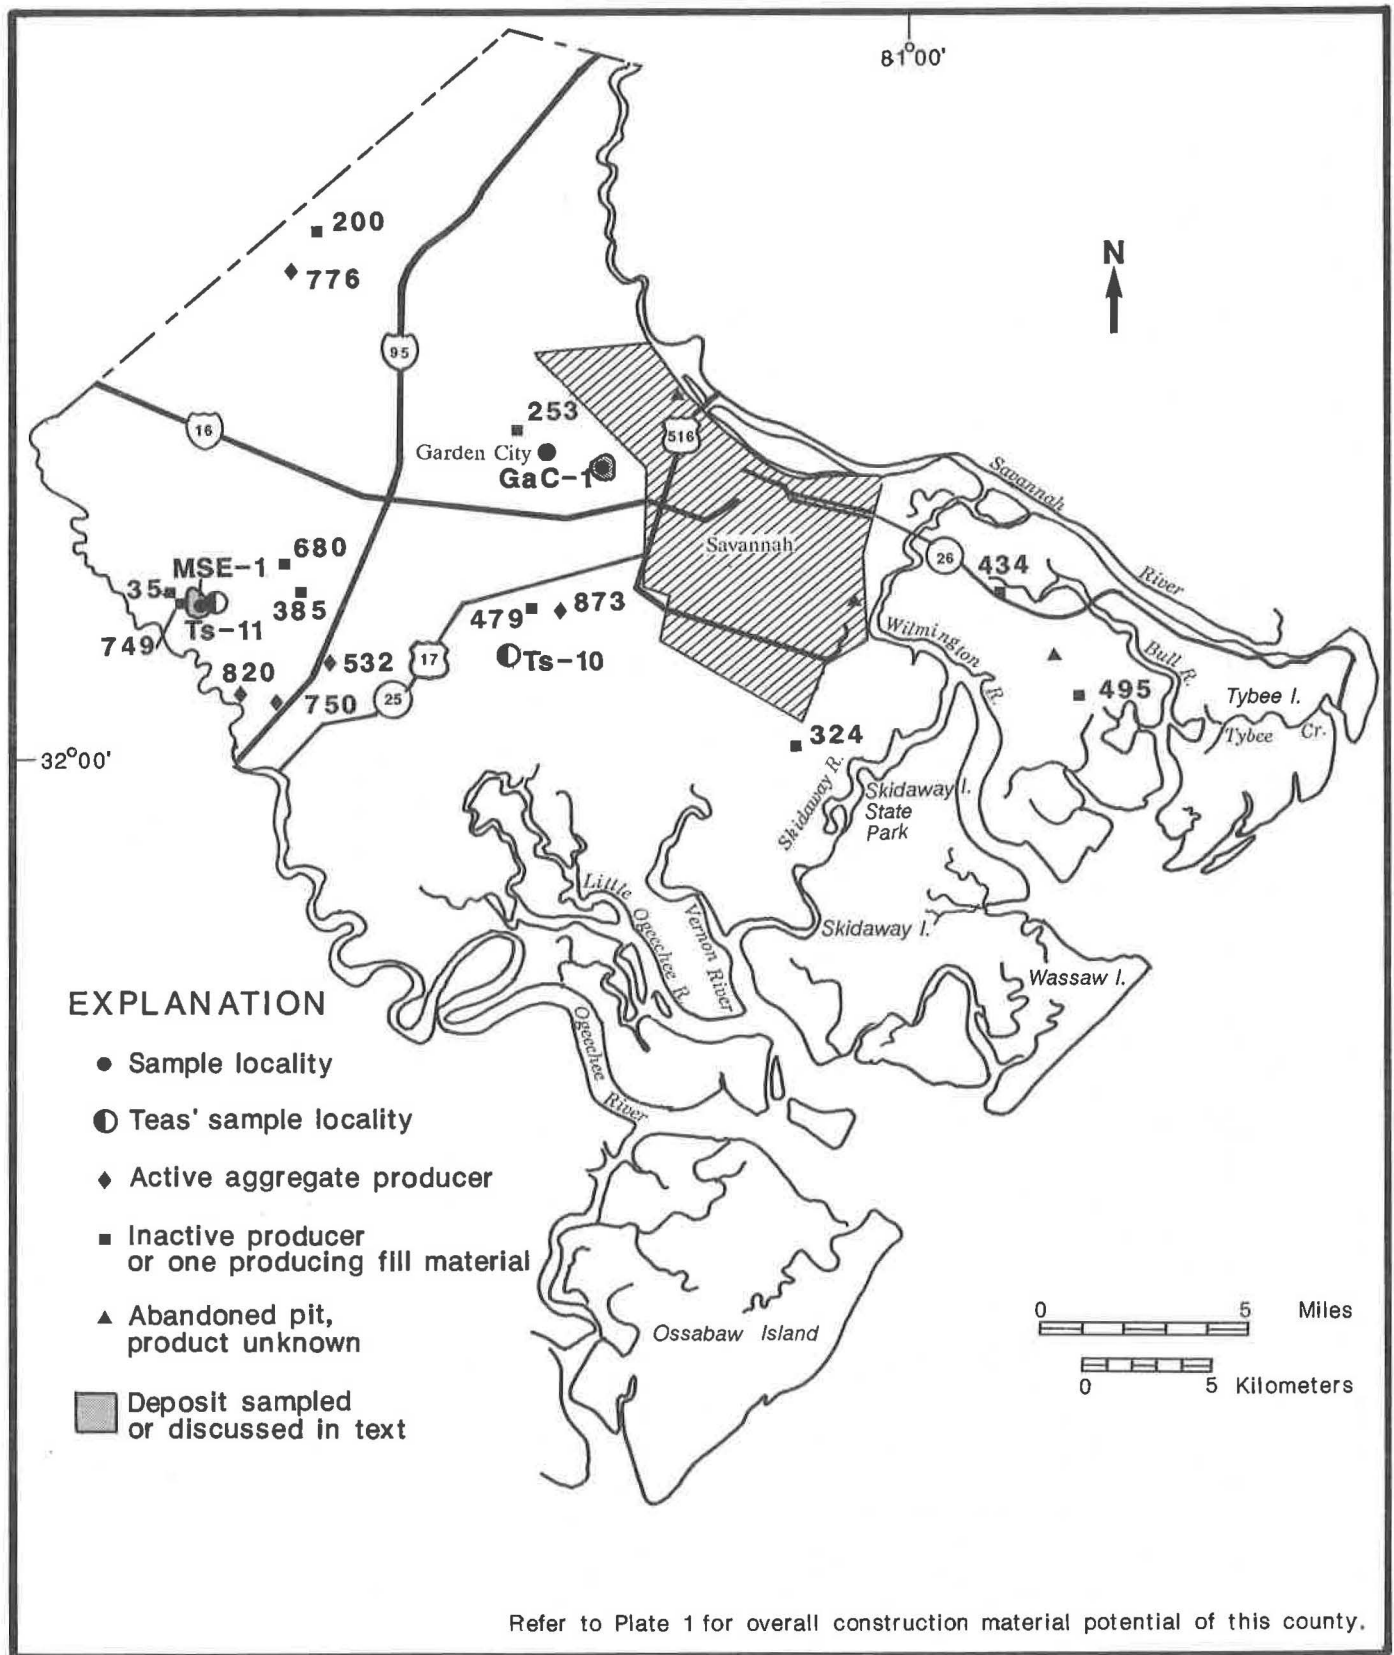 81°00'
200
776
N
95
253
16
516
Garden City
GaC-1
Savannah
River
Savannah
26
434
680
MSE-1
35
385
Ts-11
749
479
873
17
Ts-10
532
820
750
25
Wilmington R.
Bull R.
495
Tybee I.
Tybee Cr.
324
32°00'
Skidaway R.
Skidaway I.
State
Park
Little Ogeechee R.
Vernon River
Skidaway I.
Wassaw I.
Ogeechee River
EXPLANATION
Sample locality
Teas' sample locality
Active aggregate producer
Inactive producer
or one producing fill material
Abandoned pit,
product unknown
Deposit sampled
or discussed in text
Ossabaw Island
0 5 Miles
0 5 Kilometers
Refer to Plate 1 for overall construction material potential of this county.